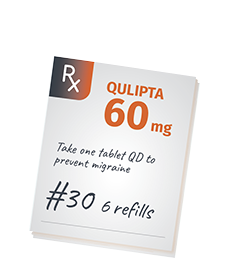 Rx
QULIPTA
60 mg
Take one tablet QD to
prevent migraine
#30 6 refills